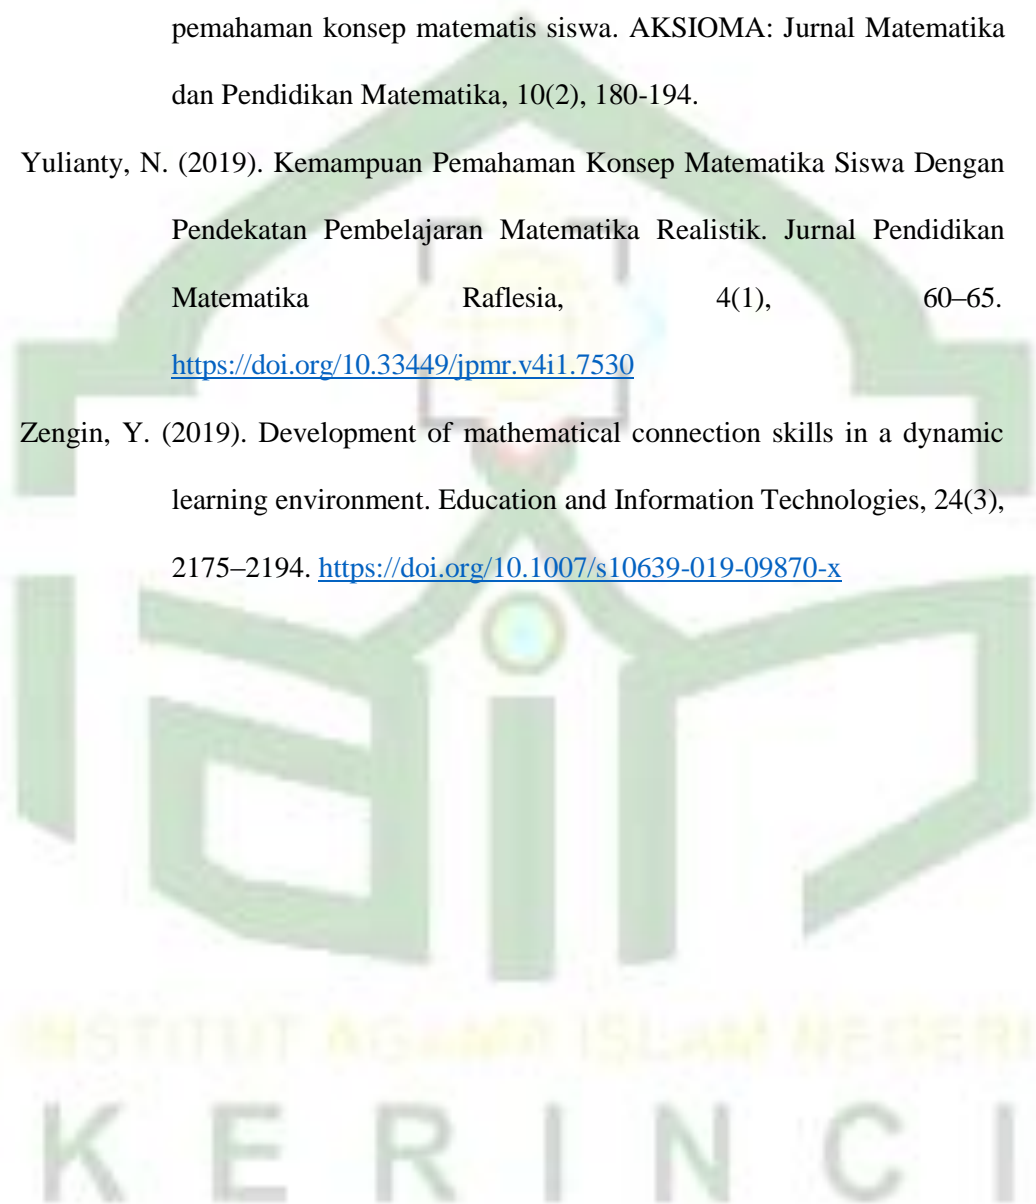 pemahaman konsep matematis siswa. AKSIOMA: Jurnal Matematika
dan Pendidikan Matematika, 10(2), 180-194.
Yulianty, N. (2019). Kemampuan Pemahaman Konsep Matematika Siswa Dengan
Pendekatan Pembelajaran Matematika Realistik. Jurnal Pendidikan
Matematika Raflesia, 4(1), 60–65.
https://doi.org/10.33449/jpmr.v4i1.7530
Zengin, Y. (2019). Development of mathematical connection skills in a dynamic
learning environment. Education and Information Technologies, 24(3),
2175–2194. https://doi.org/10.1007/s10639-019-09870-x
iain
INSTITUT AGAMA ISLAM NEGERI
KERINCI